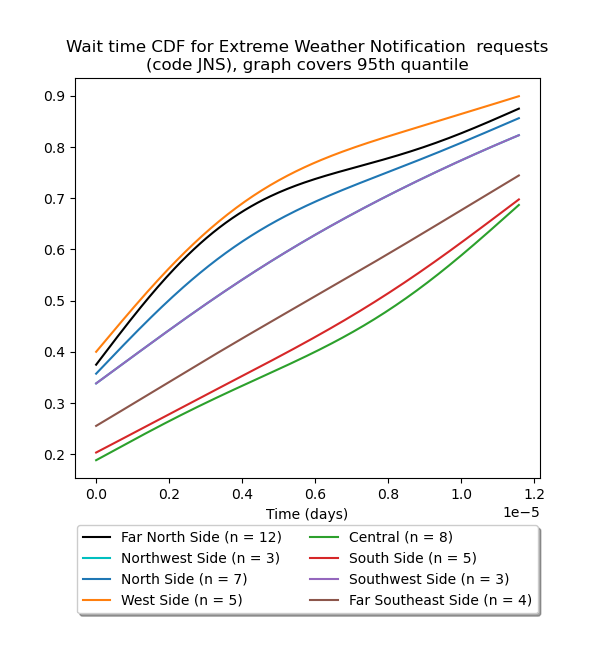 Wait time CDF for Extreme Weather Notification  requests
(code JNS), graph covers 95th quantile
0.9
0.8
0.7
0.6
0.5
0.4
0.3
0.2
0.0 0.2 0.4 0.6 0.8 1.0 1.2
1e−5
Time (days)
Far North Side (n = 12)
Northwest Side (n = 3)
North Side (n = 7)
West Side (n = 5)
Central (n = 8)
South Side (n = 5)
Southwest Side (n = 3)
Far Southeast Side (n = 4)